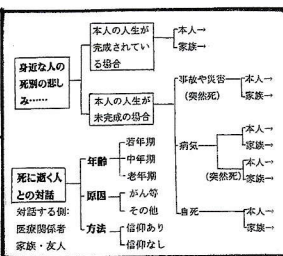 身近な人の
死別の悲し
み……
本人の人生が
完成されてい
る場合
本人→
家族→
本人の人生が
未完成の場合
事故や災害
(突然死)
本人→
家族→
病気
本人→
家族→
(突然死)
本人→
家族→
自死
本人→
家族→
死に逝く人
との対話
対話する側:
医療関係者
家族・友人
年齢
若年期
中年期
老年期
原因
がん等
その他
方法
信仰あり
信仰なし